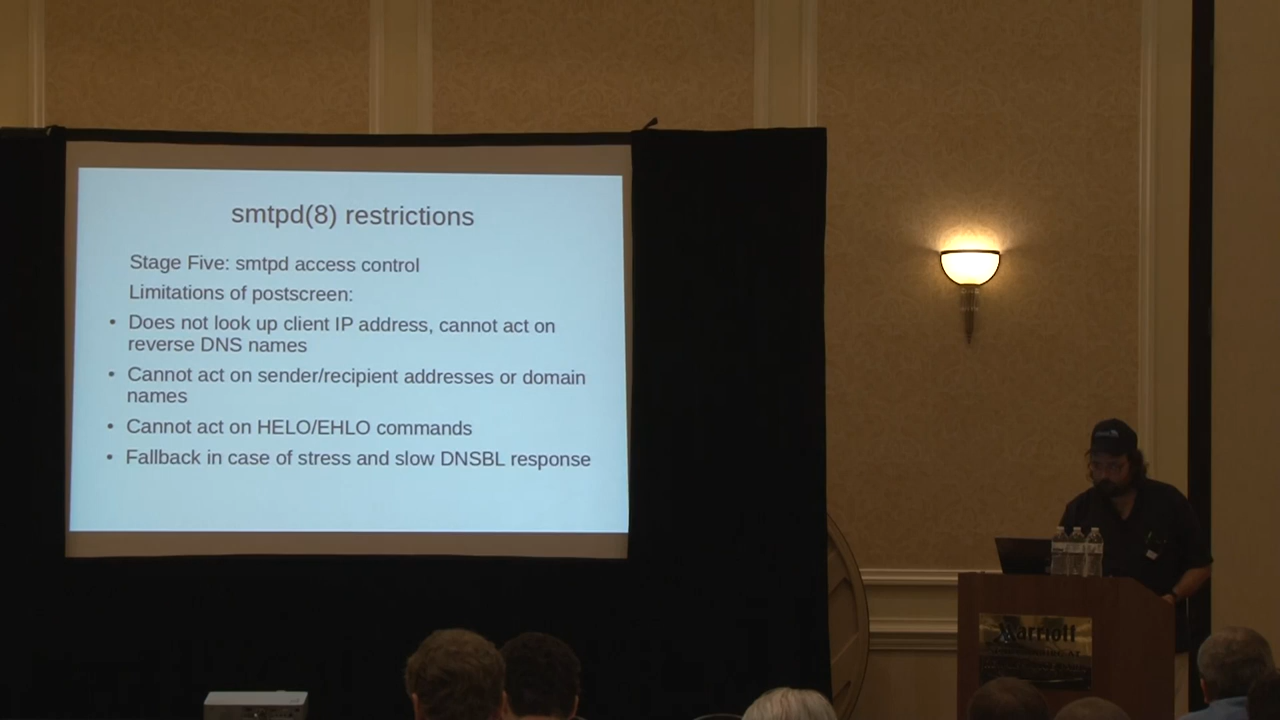 smtpd(8) restrictions
Stage Five: smtpd access control
Limitations of postscreen:
• Does not look up client IP address, cannot act on
reverse DNS names
• Cannot act on sender/recipient addresses or domain
names
• Cannot act on HELO/EHLO commands
• Fallback in case of stress and slow DNSBL response
Marriott